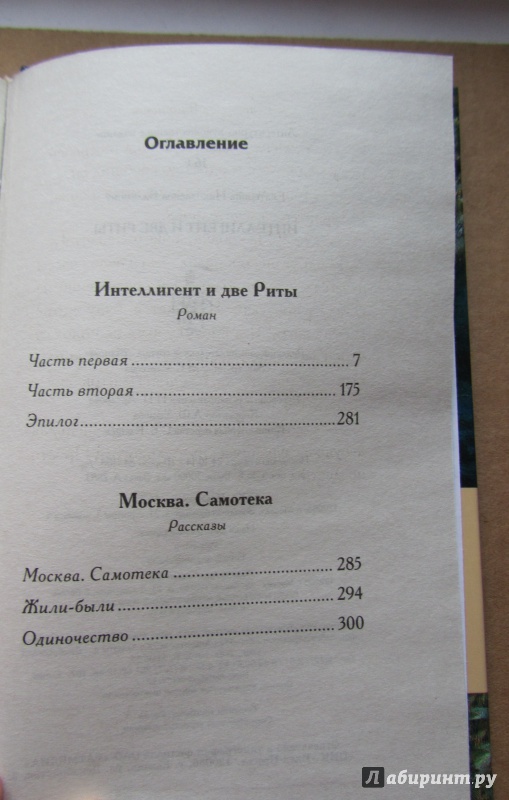 Оглавление
Интеллигент и две Риты
Роман
Часть первая 7
Часть вторая 175
Эпилог 281
Москва. Самотека
Рассказы
Москва. Самотека 285
Жили-были 294
Одиночество 300
Лабиринт.ру